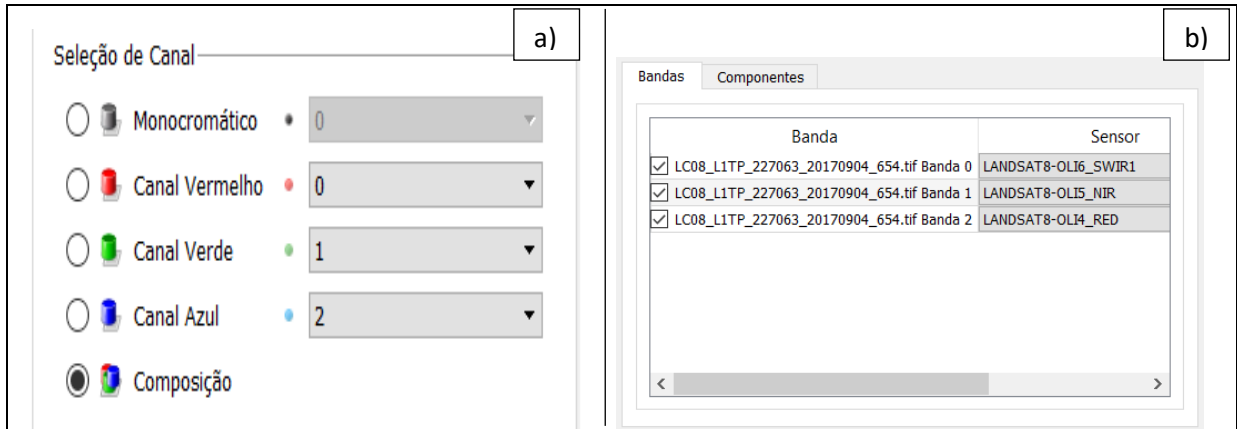 a)
Seleção de Canal
Monocromático 0
Canal Vermelho 0
Canal Verde 1
Canal Azul 2
Composição
b)
Bandas Componentes
Banda Sensor
LC08_L1TP_227063_20170904_654.tif Banda 0 LANDSAT8-OLI6_SWIR1
LC08_L1TP_227063_20170904_654.tif Banda 1 LANDSAT8-OLI5_NIR
LC08_L1TP_227063_20170904_654.tif Banda 2 LANDSAT8-OLI4_RED